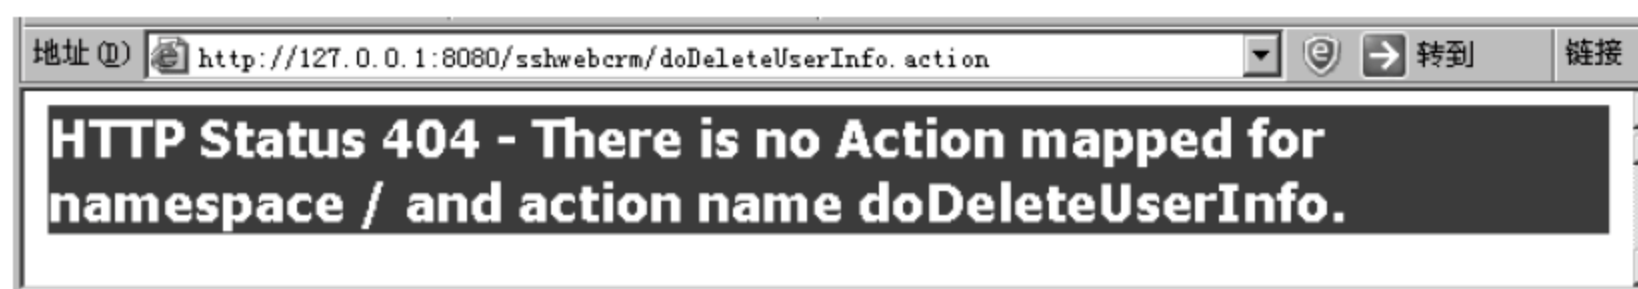 地址(D) http://127.0.0.1:8080/sshwebcrm/doDeleteUserInfo.action 转到 链接
HTTP Status 404 - There is no Action mapped for
namespace / and action name doDeleteUserInfo.